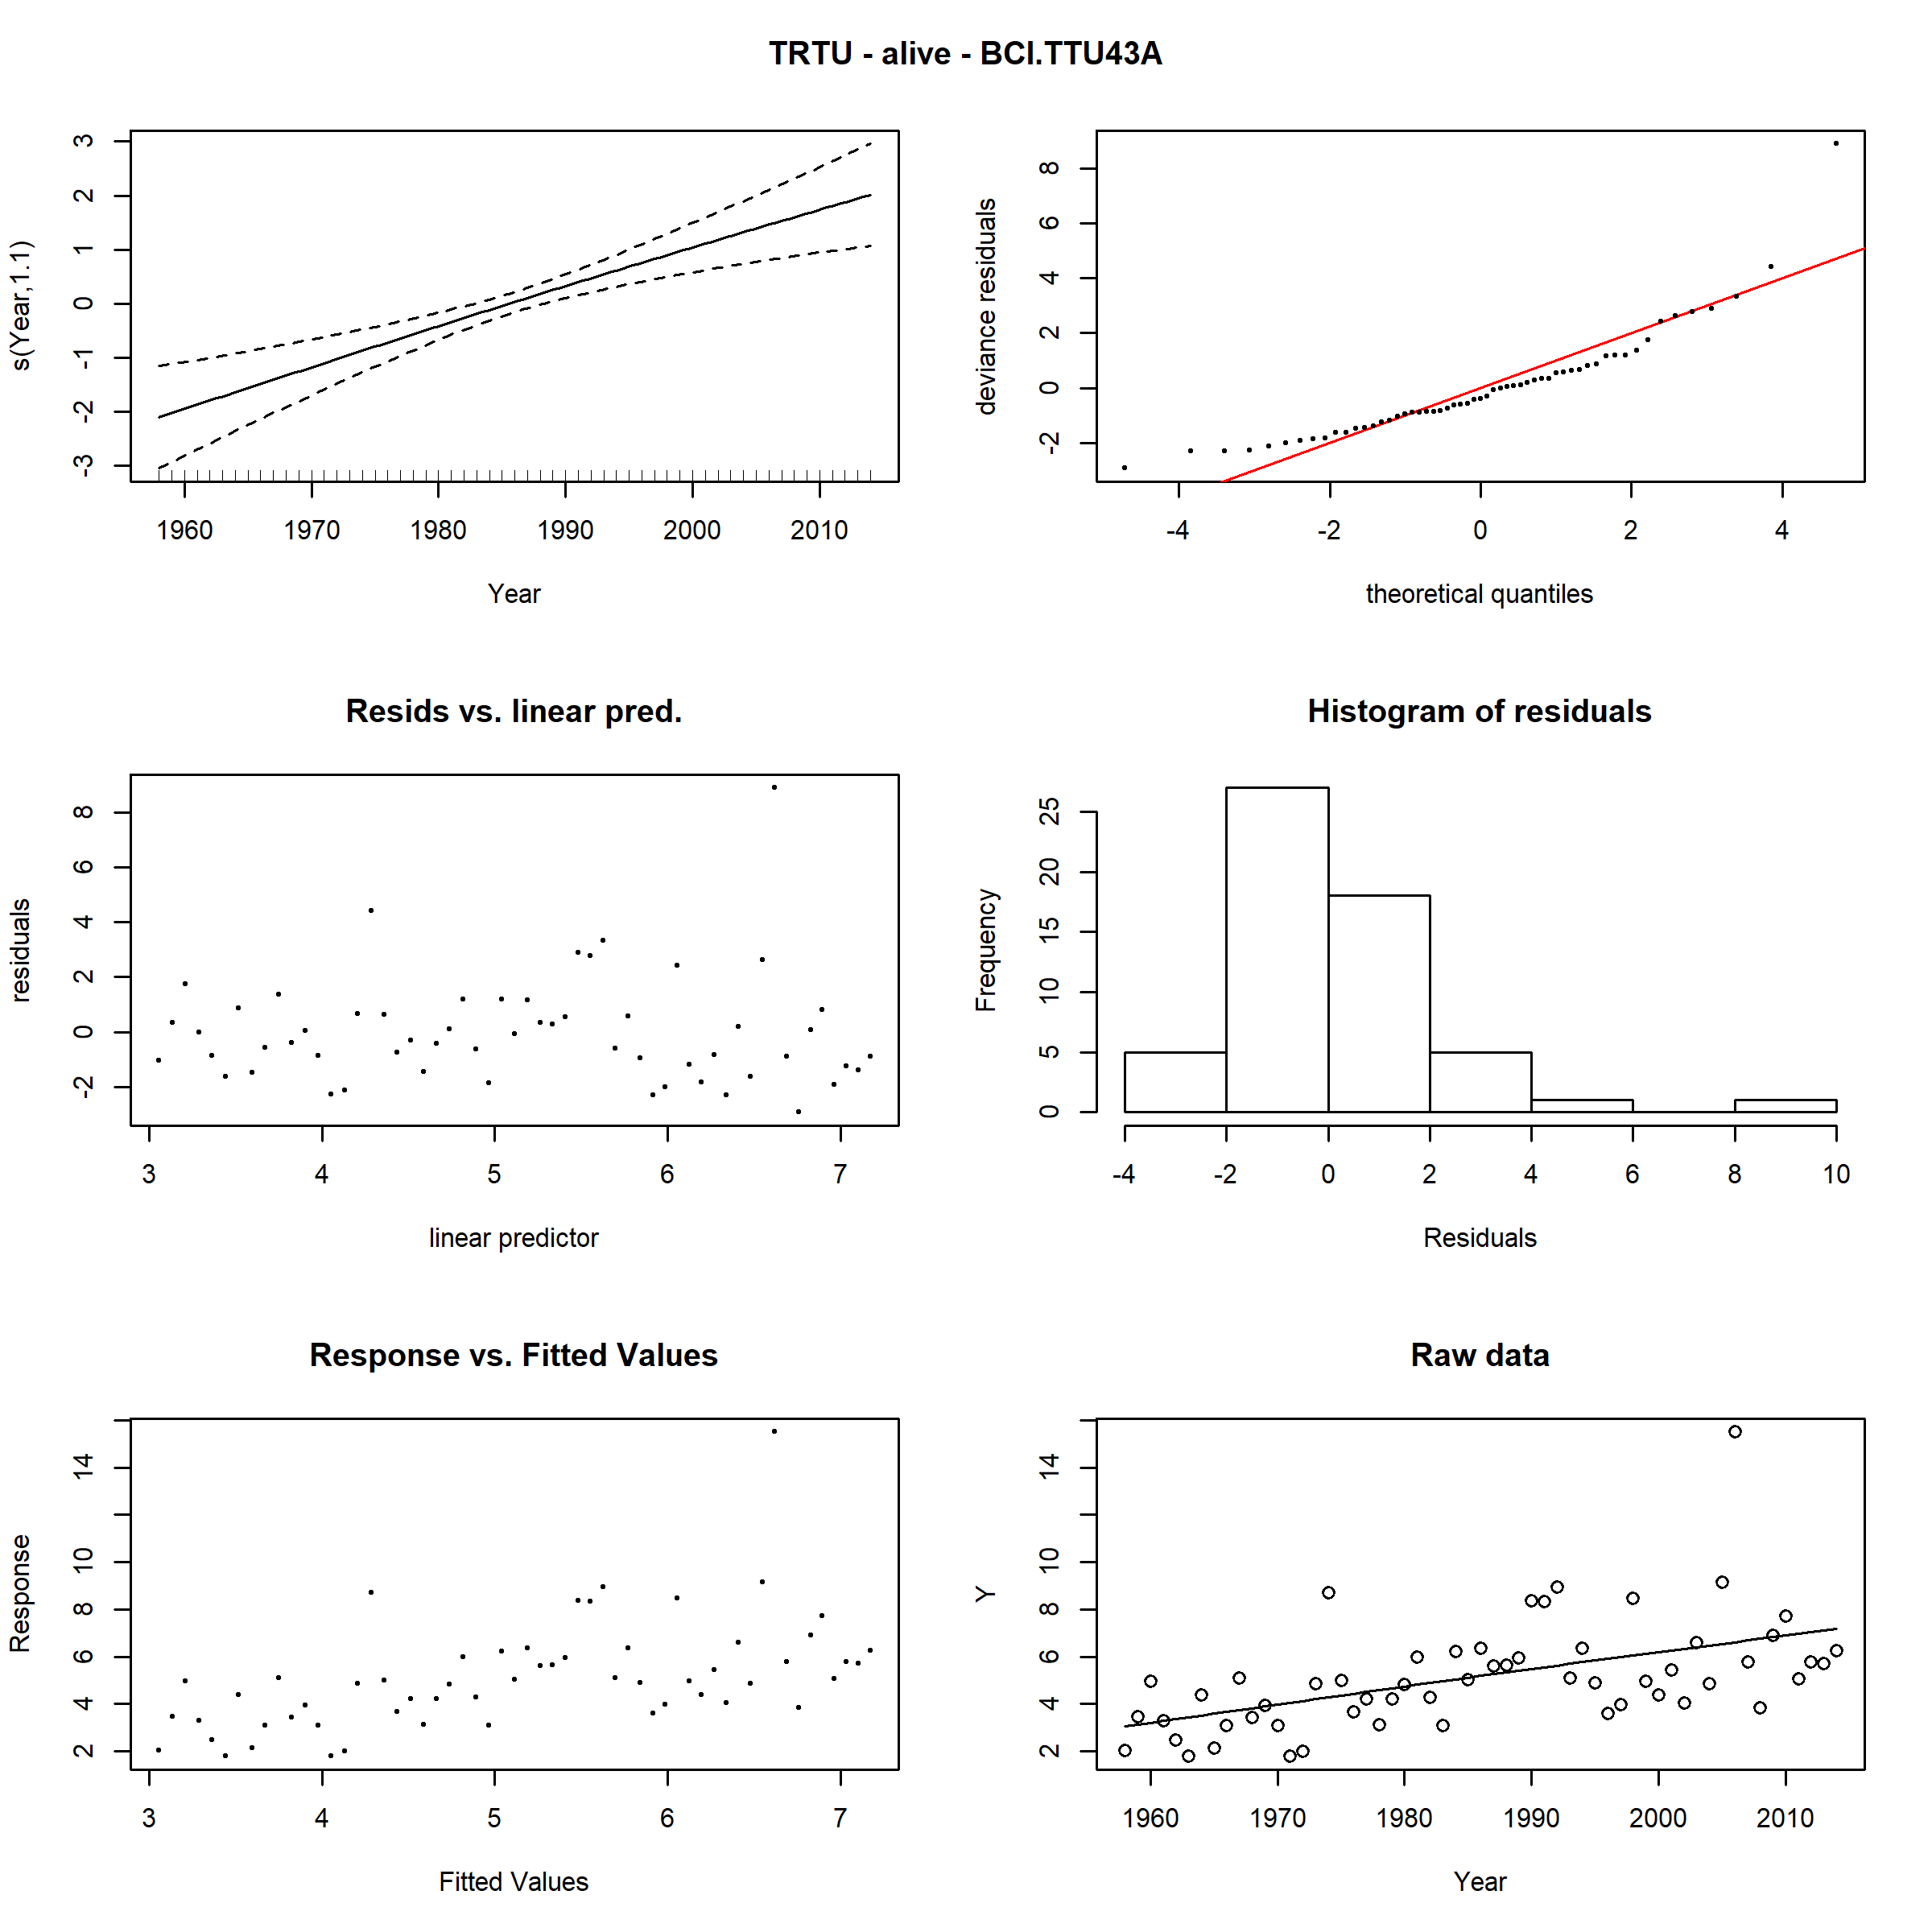 TRTU - alive - BCI.TTU43A
s(Year,1.1)
3
2
1
0
-1
-2
-3
1960 1970 1980 1990 2000 2010
Year
deviance residuals
8
6
4
2
0
-2
-4 -2 0 2 4
theoretical quantiles
Resids vs. linear pred.
residuals
8
6
4
2
0
-2
3 4 5 6 7
linear predictor
Histogram of residuals
Frequency
25
20
15
10
5
0
-4 -2 0 2 4 6 8 10
Residuals
Response vs. Fitted Values
Response
14
10
8
6
4
2
3 4 5 6 7
Fitted Values
Raw data
Y
14
10
8
6
4
2
1960 1970 1980 1990 2000 2010
Year